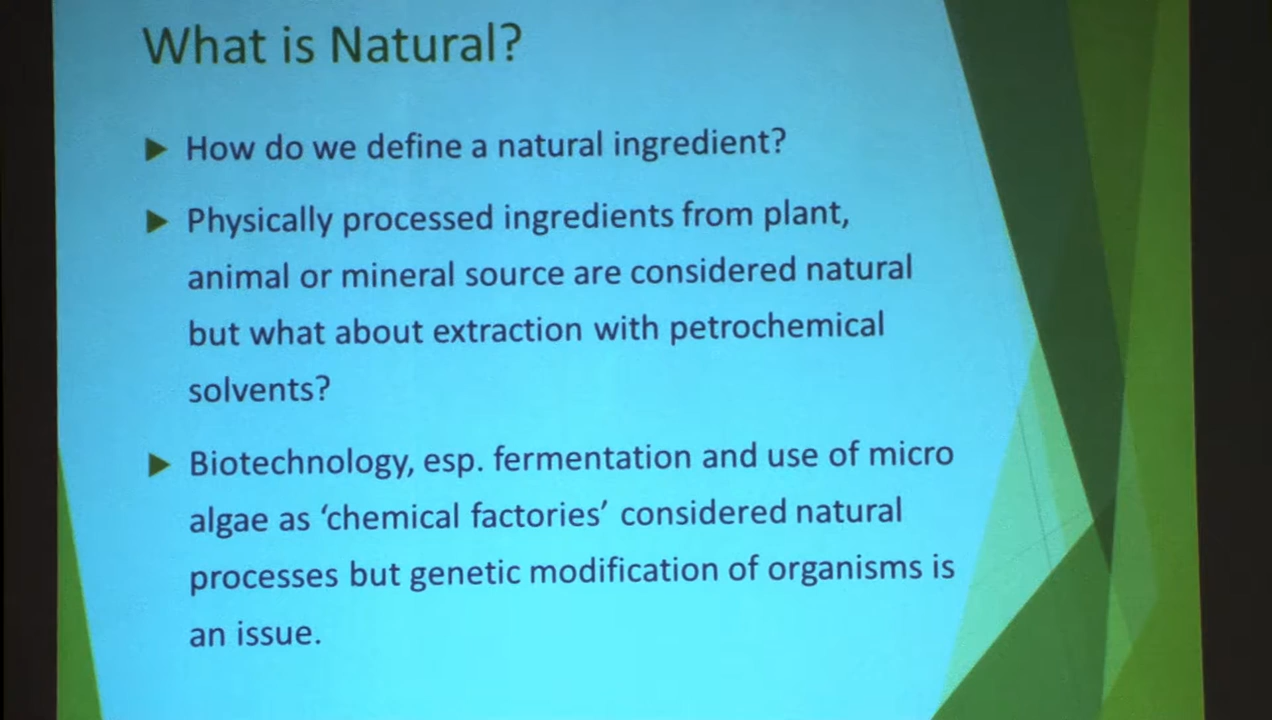 What is Natural?
How do we define a natural ingredient?
Physically processed ingredients from plant,
animal or mineral source are considered natural
but what about extraction with petrochemical
solvents?
Biotechnology, esp. fermentation and use of micro
algae as ‘chemical factories’ considered natural
processes but genetic modification of organisms is
an issue.